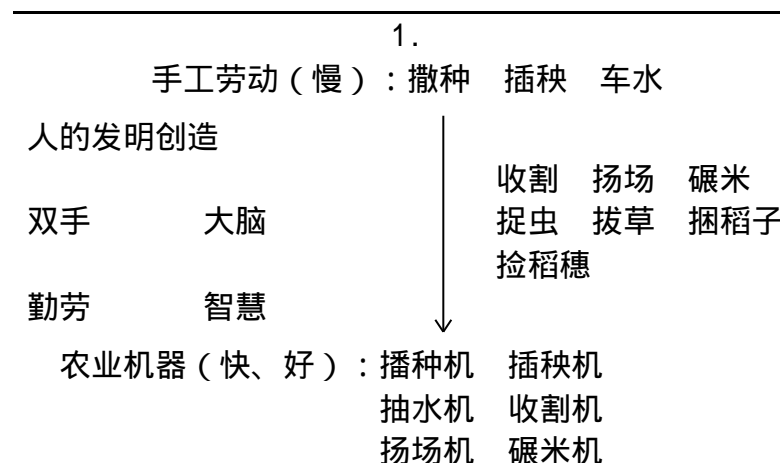 1.
手工劳动（慢）：撒种 插秧 车水
人的发明创造
收割 扬场 碾米
双手 大脑 捉虫 拔草 捆稻子
捡稻穗
勤劳 智慧
农业机器（快、好）：播种机 插秧机
抽水机 收割机
扬场机 碾米机